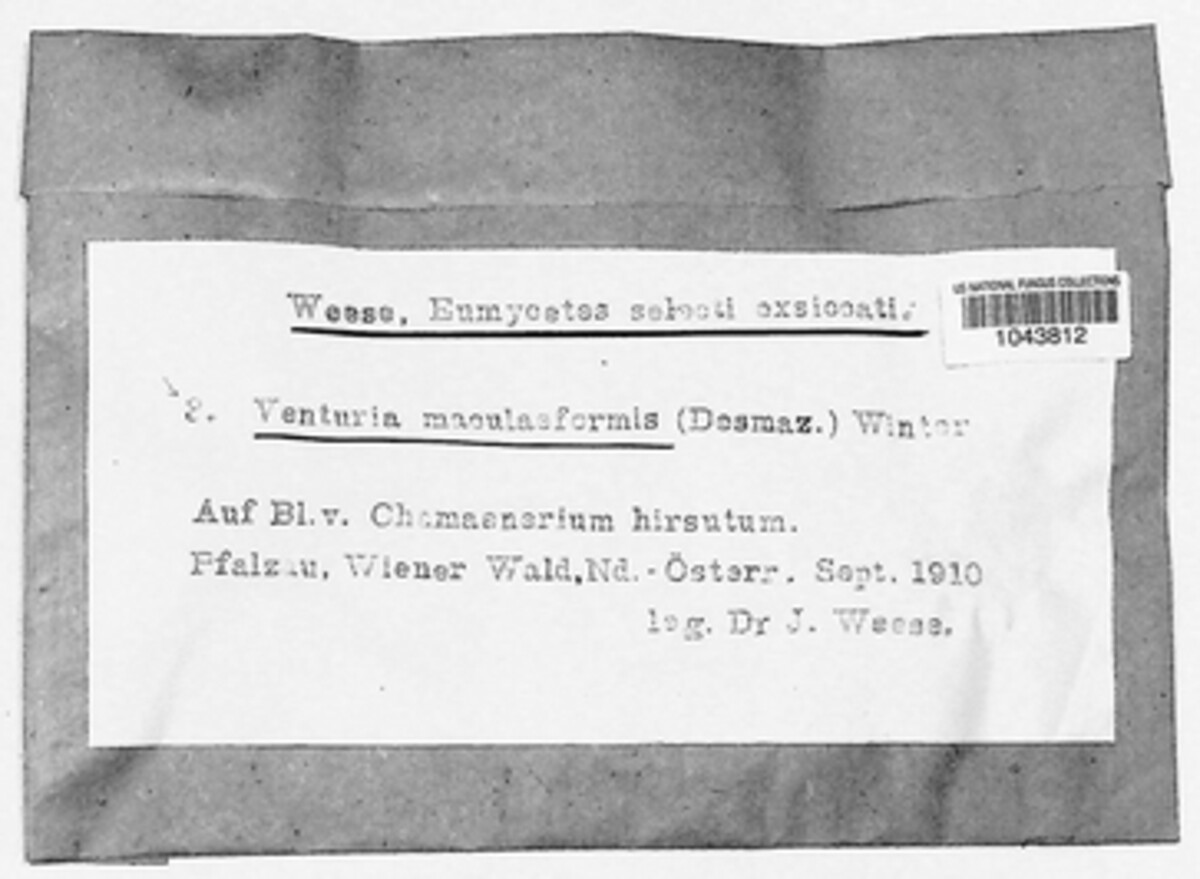 Weese, Eumycetes selecti exsiccati.
US NATIONAL FUNGUS COLLECTIONS
1043812
8. Venturia maculaeformis (Desmaz.) Winter
Auf Bl.v. Chamaenerium hirsutum.
Pfalzau, Wiener Wald,Nd.-Österr. Sept. 1910
leg. Dr J. Weese.